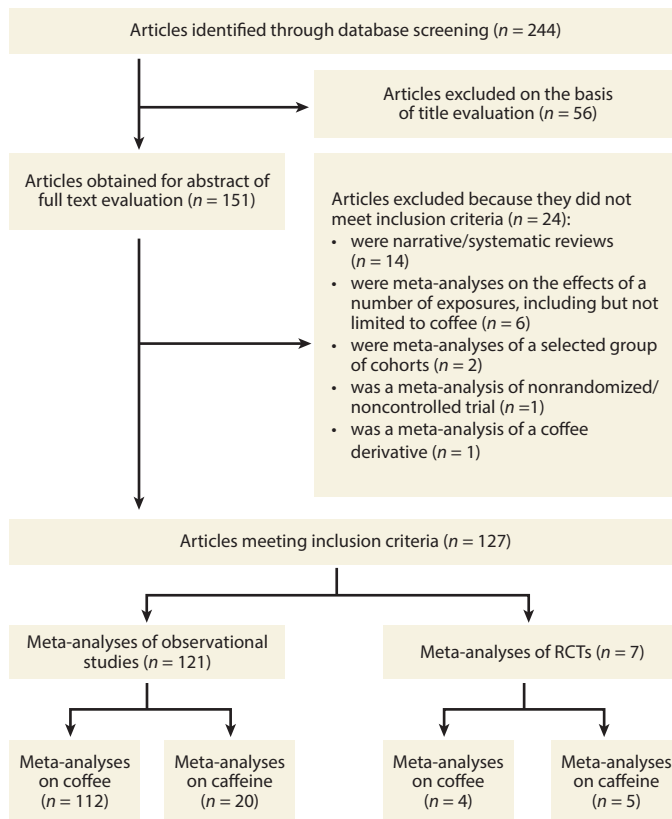 Articles identified through database screening (n = 244)
Articles excluded on the basis
of title evaluation (n = 56)
Articles obtained for abstract of
full text evaluation (n = 151)
Articles excluded because they did not
meet inclusion criteria (n = 24):
• were narrative/systematic reviews
(n = 14)
• were meta-analyses on the effects of a
number of exposures, including but not
limited to coffee (n = 6)
• were meta-analyses of a selected group
of cohorts (n = 2)
• was a meta-analysis of nonrandomized/
noncontrolled trial (n =1)
• was a meta-analysis of a coffee
derivative (n = 1)
Articles meeting inclusion criteria (n = 127)
Meta-analyses of observational
studies (n = 121)
Meta-analyses of RCTs (n = 7)
Meta-analyses
on coffee
(n = 112)
Meta-analyses
on caffeine
(n = 20)
Meta-analyses
on coffee
(n = 4)
Meta-analyses
on caffeine
(n = 5)